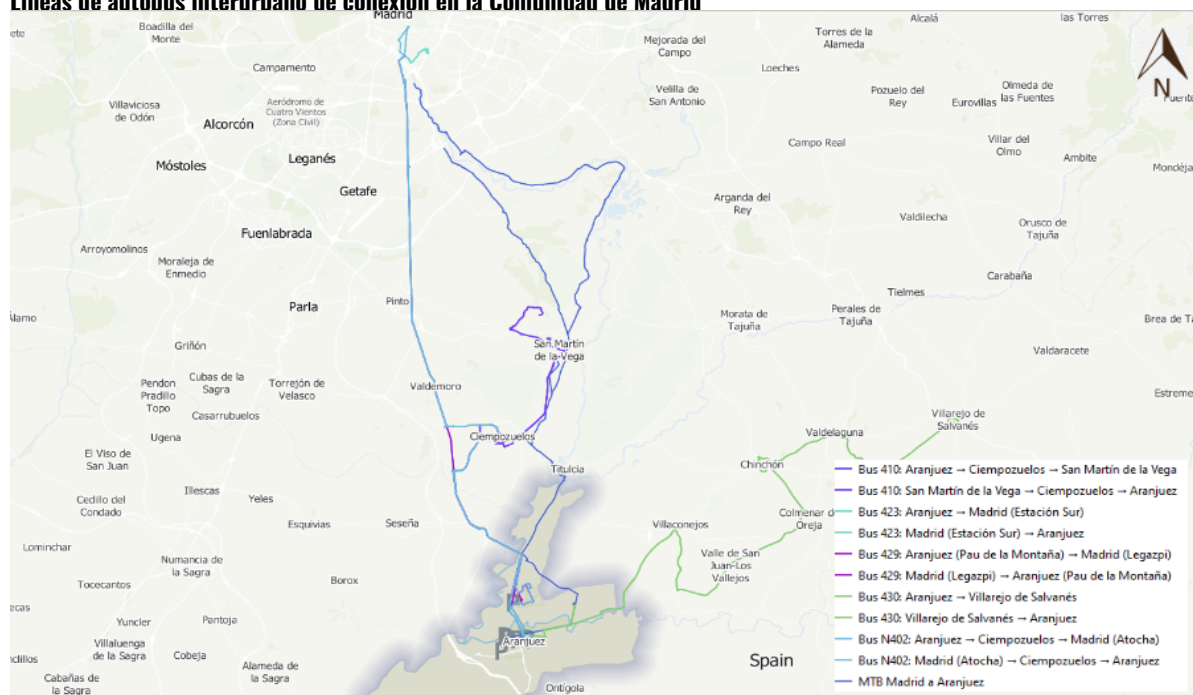 Líneas de autobús interurbano de conexión en la Comunidad de Madrid
Madrid
Alcalá
las Torres
ete
Boadilla del
Monte
Mejorada del
Campo
Torres de la
Alameda
Campamento
Loeches
N
Villaviciosa
de Odón
Aeródromo de
Cuatro Vientos
(Zona Civil)
Velilla de
San Antonio
Pozuelo del
Rey
Eurovillas
Olmeda de
las Fuentes
Fuente
Alcorcón
Campo Real
Villar del
Olmo
Móstoles
Leganés
Ambite
Mondéja
Getafe
Arganda del
Rey
Valdilecha
Orusco de
Tajuña
Fuenlabrada
Arroyomolinos
Moraleja de
Enmedio
Carabaña
Parla
Pinto
Tielmes
Álamo
Morata de
Tajuña
Perales de
Tajuña
Brea de Ta
Griñón
San Martín
de la Vega
Valdaracete
Pendon
Pradillo
Topo
Cubas de la
Sagra
Torrejón de
Velasco
Valdemoro
Estreme
Casarrubuelos
Villarejo de
Salvanés
Ugena
Ciempozuelos
Valdelaguna
El Viso de
San Juan
Titulcia
Chinchón
Cedillo del
Condado
Illescas
Yeles
Esquivias
Seseña
Villaconejos
Colmenar de
Oreja
Lominchar
Numancia de
la Sagra
Valle de San
Juan-Los
Vallejos
Tocecantos
Borox
ecas
Yuncler
Pantoja
Villaluenga
de la Sagra
Cobeja
Aranjuez
nclillos
Alameda de
la Sagra
Cabañas de
la Sagra
Ontígola
Spain
Bus 410: Aranjuez → Ciempozuelos → San Martín de la Vega
Bus 410: San Martín de la Vega → Ciempozuelos → Aranjuez
Bus 423: Aranjuez → Madrid (Estación Sur)
Bus 423: Madrid (Estación Sur) → Aranjuez
Bus 429: Aranjuez (Pau de la Montaña) → Madrid (Legazpi)
Bus 429: Madrid (Legazpi) → Aranjuez (Pau de la Montaña)
Bus 430: Aranjuez → Villarejo de Salvanés
Bus 430: Villarejo de Salvanés → Aranjuez
Bus N402: Aranjuez → Ciempozuelos → Madrid (Atocha)
Bus N402: Madrid (Atocha) → Ciempozuelos → Aranjuez
MTB Madrid a Aranjuez